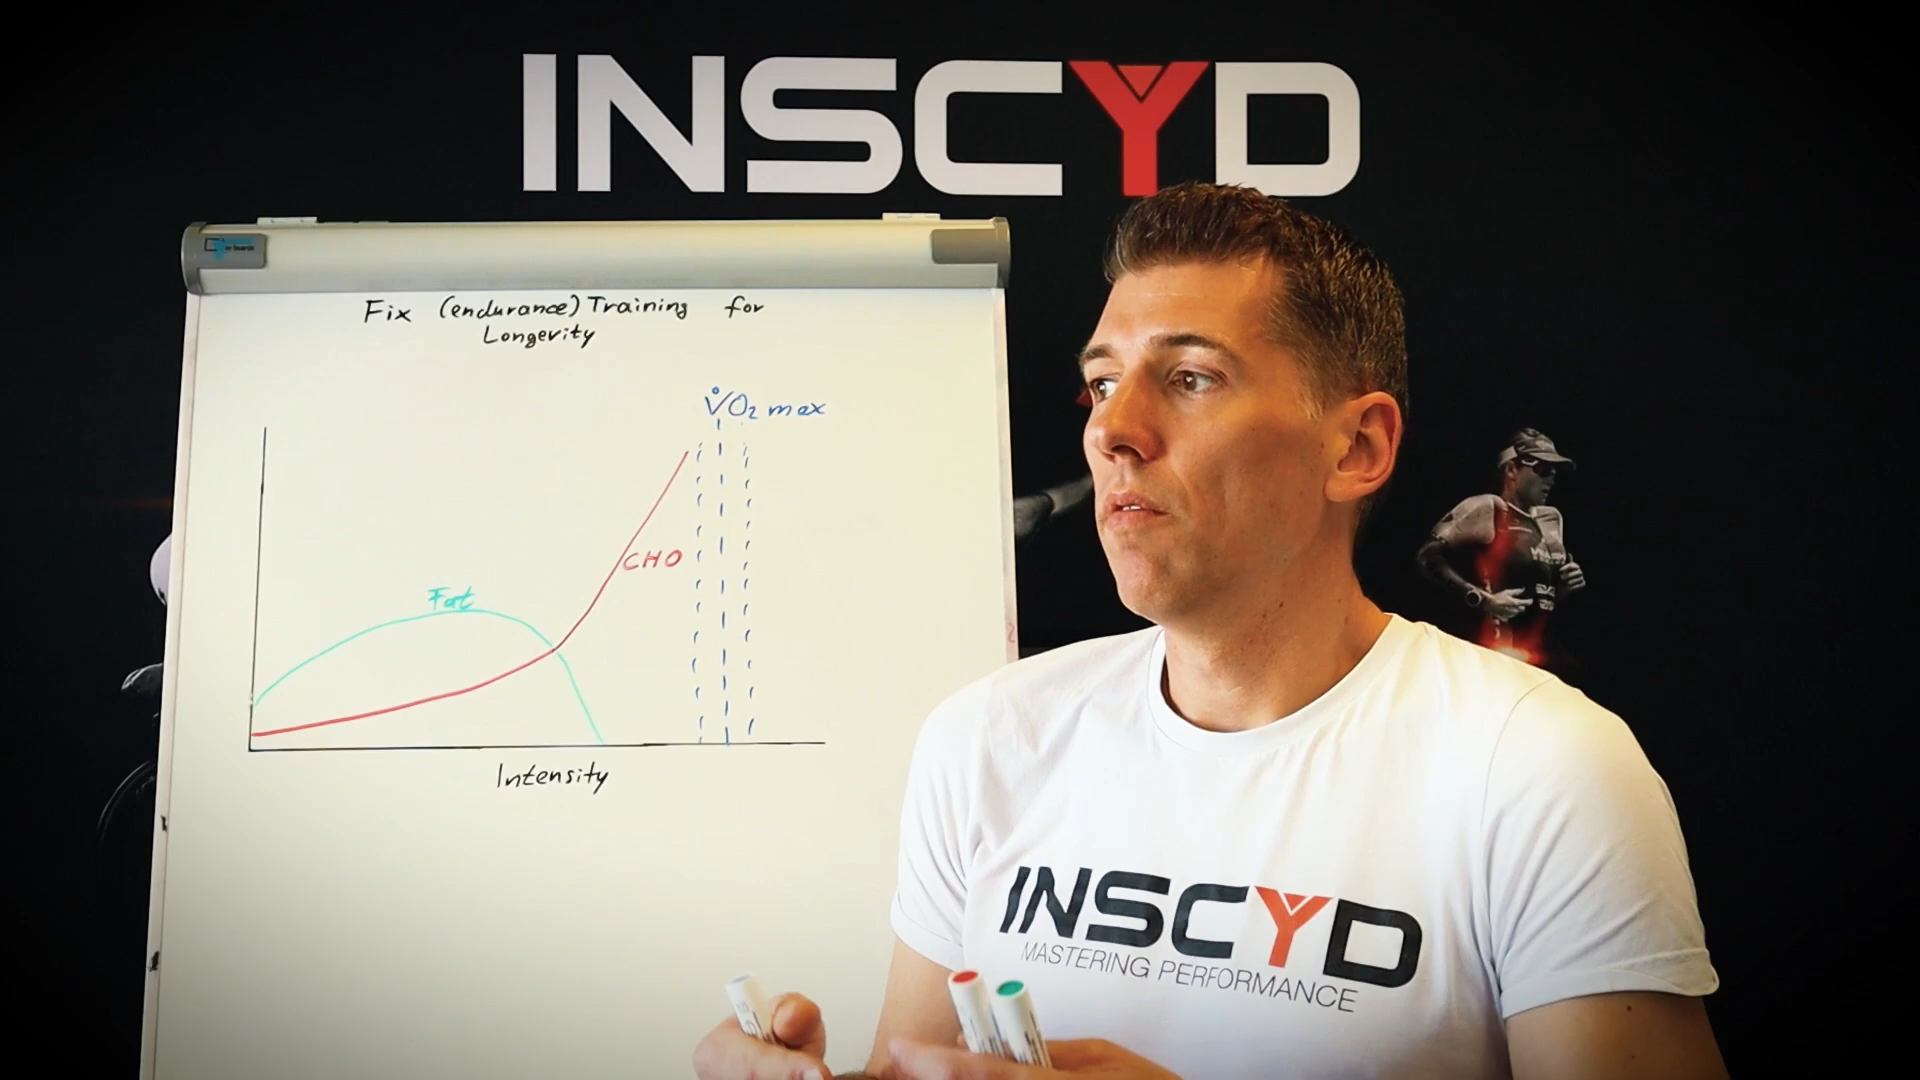 INSCYD
Fix (endurance) Training for
Longevity
V̇O₂ max
CHO
Fat
Intensity
INSCYD
MASTERING PERFORMANCE